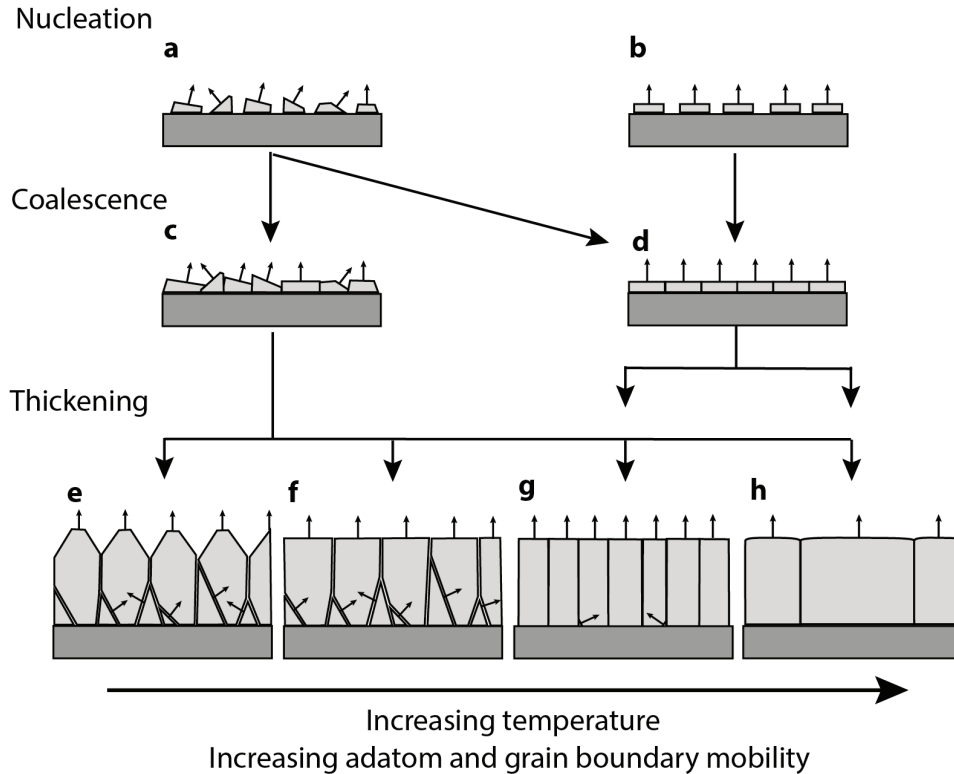 Nucleation
a
b
Coalescence
c
d
Thickening
e
f
g
h
Increasing temperature
Increasing adatom and grain boundary mobility